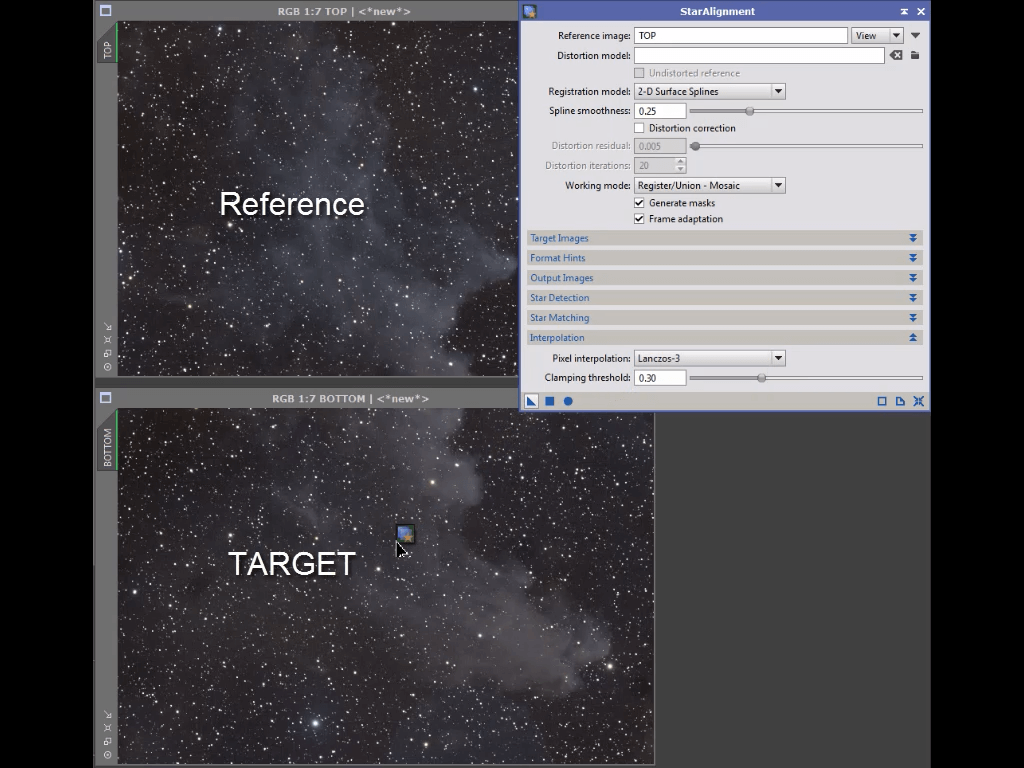 RGB 1:7 TOP | <*new*>
TOP
Reference
StarAlignment
Reference image: TOP View
Distortion model:
Undistorted reference
Registration model: 2-D Surface Splines
Spline smoothness: 0.25
Distortion correction
Distortion residual: 0.005
Distortion iterations: 20
Working mode: Register/Union - Mosaic
Generate masks
Frame adaptation
Target Images
Format Hints
Output Images
Star Detection
Star Matching
Interpolation
Pixel interpolation: Lanczos-3
Clamping threshold: 0.30
RGB 1:7 BOTTOM | <*new*>
BOTTOM
TARGET